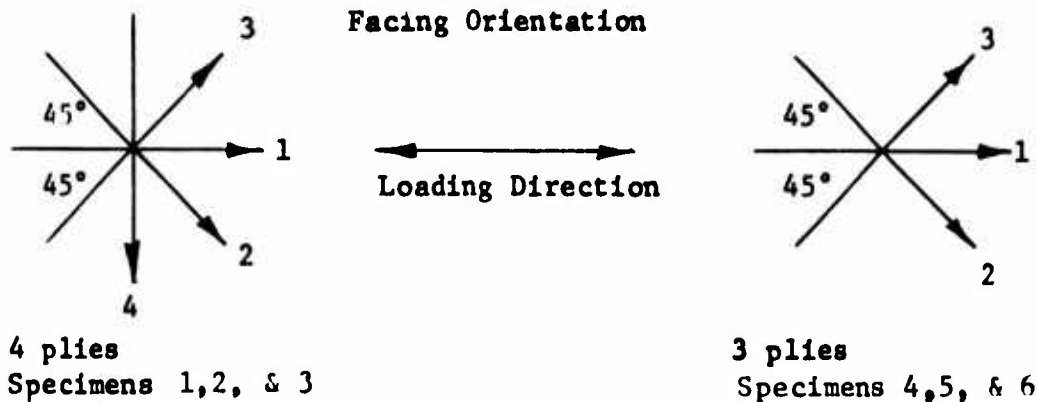 Facing Orientation
3
45°
1
45°
2
4
Loading Direction
3
45°
1
45°
2
4 plies
Specimens 1,2, & 3
3 plies
Specimens 4,5, & 6